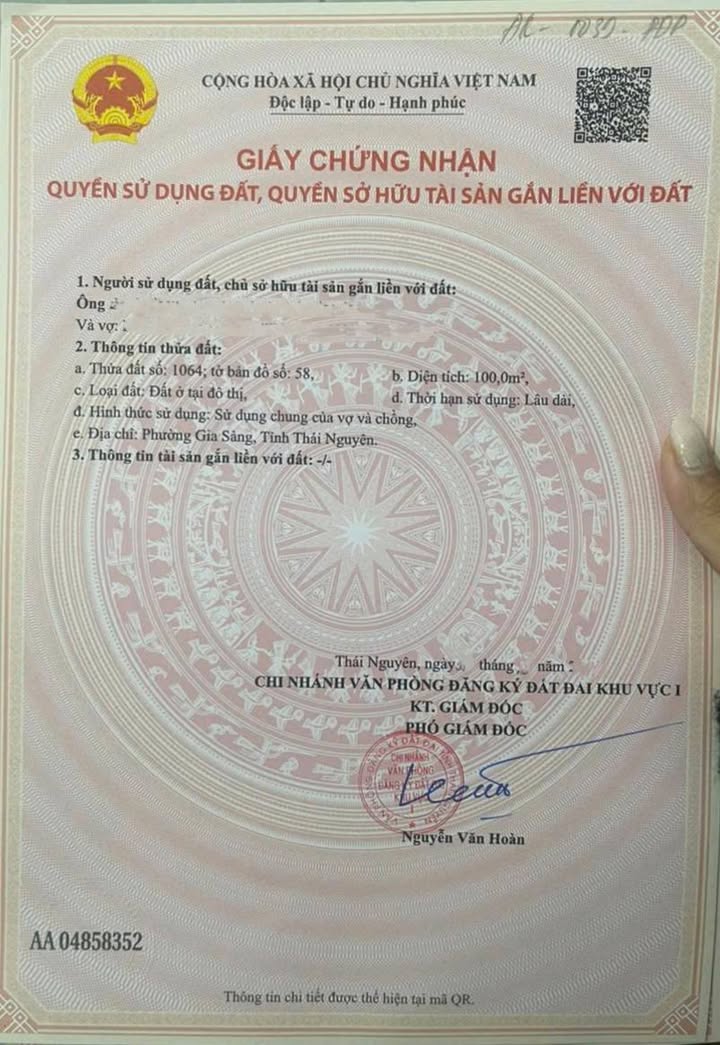 CỘNG HÒA XÃ HỘI CHỦ NGHĨA VIỆT NAM
Độc lập - Tự do - Hạnh phúc
GIẤY CHỨNG NHẬN
QUYỀN SỬ DỤNG ĐẤT, QUYỀN SỞ HỮU TÀI SẢN GẮN LIỀN VỚI ĐẤT
1. Người sử dụng đất, chủ sở hữu tài sản gắn liền với đất:
Ông
Và vợ:
2. Thông tin thửa đất:
a. Thửa đất số: 1064; tờ bản đồ số: 58, b. Diện tích: 100,0m²,
c. Loại đất: Đất ở tại đô thị, d. Thời hạn sử dụng: Lâu dài,
đ. Hình thức sử dụng: Sử dụng chung của vợ và chồng,
e. Địa chỉ: Phường Gia Sàng, Tỉnh Thái Nguyên.
3. Thông tin tài sản gắn liền với đất: -/-
Thái Nguyên, ngày tháng năm
CHI NHÁNH VĂN PHÒNG ĐĂNG KÝ ĐẤT ĐAI KHU VỰC I
KT. GIÁM ĐỐC
PHÓ GIÁM ĐỐC
CHI NHÁNH
VĂN PHÒNG
ĐĂNG KÝ ĐẤT
Nguyễn Văn Hoàn
AA 04858352
Thông tin chi tiết được thể hiện tại mã QR.